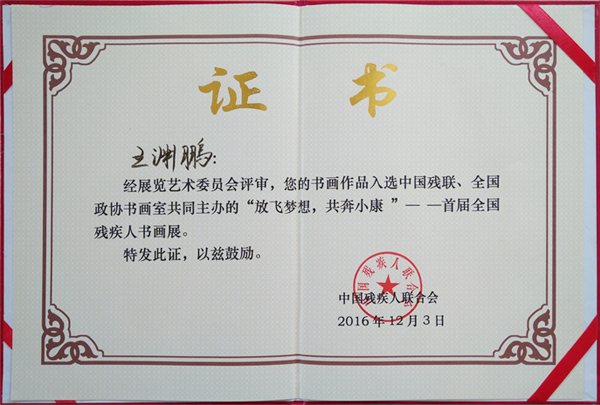 证 书
王渊鹏：
经展览艺术委员会评审，您的书画作品入选中国残联、全国
政协书画室共同主办的“放飞梦想，共奔小康 ”— —首届全国
残疾人书画展。
特发此证，以兹鼓励。
中国残疾人联合会
中国残疾人联合会
2016年12月3日